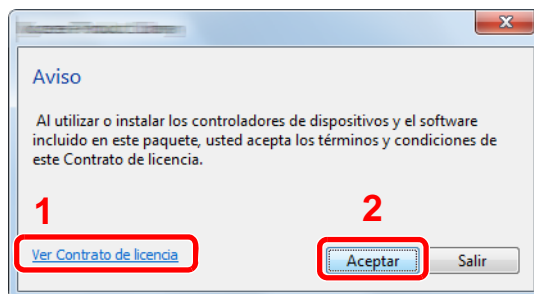 Aviso
Al utilizar o instalar los controladores de dispositivos y el software
incluido en este paquete, usted acepta los términos y condiciones de
este Contrato de licencia.
1
2
Ver Contrato de licencia
Aceptar
Salir